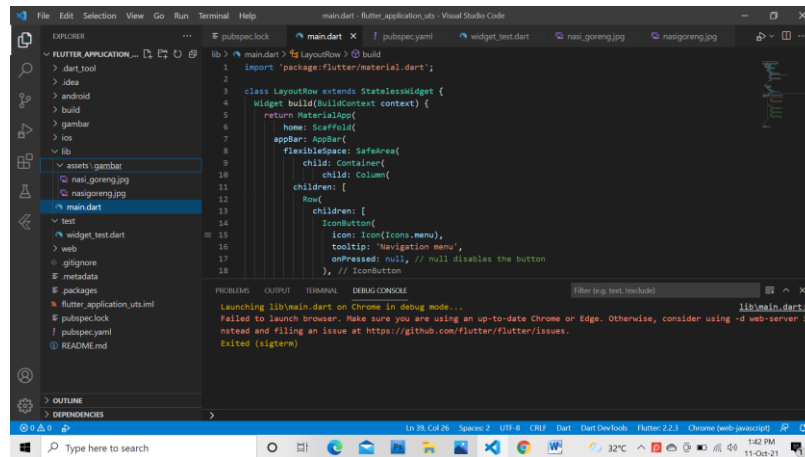 File Edit Selection View Go Run Terminal Help
main.dart - flutter_application_uts - Visual Studio Code
EXPLORER
FLUTTER_APPLICATION_...
.dart_tool
.idea
android
build
gambar
ios
lib
assets \ gambar
nasi_goreng.jpg
nasigoreng.jpg
main.dart
test
widget_test.dart
web
.gitignore
.metadata
.packages
flutter_application_uts.iml
pubspec.lock
pubspec.yaml
README.md
OUTLINE
DEPENDENCIES
pubspec.lock main.dart pubspec.yaml widget_test.dart nasi_goreng.jpg nasigoreng.jpg
lib > main.dart > LayoutRow > build
1 import 'package:flutter/material.dart';
2
3 class LayoutRow extends StatelessWidget {
4 Widget build(BuildContext context) {
5 return MaterialApp(
6 home: Scaffold(
7 appBar: AppBar(
8 flexibleSpace: SafeArea(
9 child: Container(
10 child: Column(
11 children: [
12 Row(
13 children: [
14 IconButton(
15 icon: Icon(Icons.menu),
16 tooltip: 'Navigation menu',
17 onPressed: null, // null disables the button
18 ), // IconButton
PROBLEMS OUTPUT TERMINAL DEBUG CONSOLE Filter (e.g. text, !exclude)
Launching lib\main.dart on Chrome in debug mode...
lib\main.dart:
Failed to launch browser. Make sure you are using an up-to-date Chrome or Edge. Otherwise, consider using -d web-server i
nstead and filing an issue at https://github.com/flutter/flutter/issues.
Exited (sigterm)
0 0
Ln 39, Col 26 Spaces: 2 UTF-8 CRLF Dart Dart DevTools Flutter: 2.2.3 Chrome (web-javascript)
Type here to search
32°C
1:42 PM
11-Oct-21